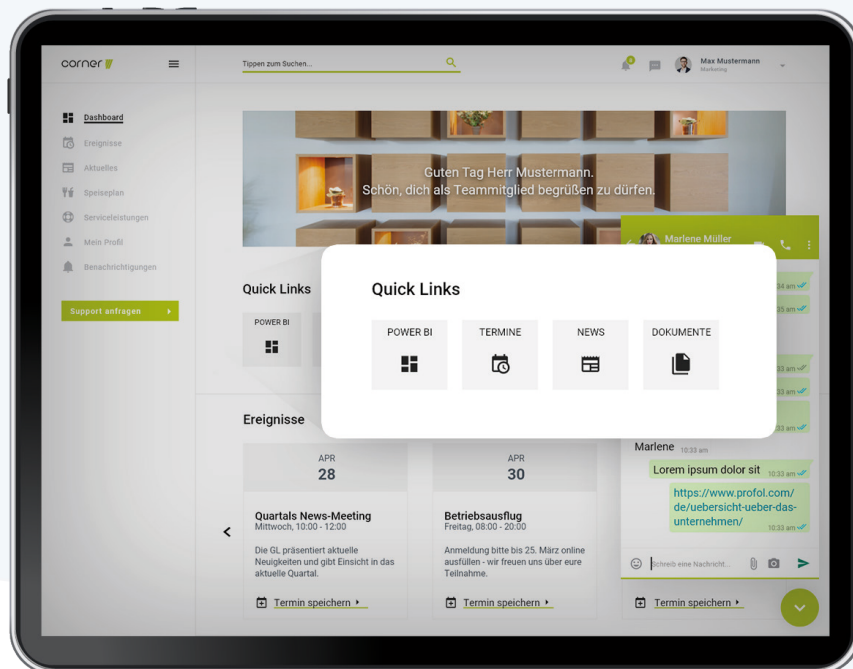 corner
Tippen zum Suchen...
Max Mustermann
Marketing
Dashboard
Ereignisse
Aktuelles
Speiseplan
Serviceleistungen
Mein Profil
Benachrichtigungen
Support anfragen
Guten Tag Herr Mustermann.
Schön, dich als Teammitglied begrüßen zu dürfen.
Marlene Müller
Quick Links
POWER BI
Quick Links
POWER BI
TERMINE
NEWS
DOKUMENTE
Ereignisse
APR
28
Quartals News-Meeting
Mittwoch, 10:00 - 12:00
Die GL präsentiert aktuelle
Neuigkeiten und gibt Einsicht in das
aktuelle Quartal.
Termin speichern
APR
30
Betriebsausflug
Freitag, 08:00 - 20:00
Anmeldung bitte bis 25. März online
ausfüllen - wir freuen uns über eure
Teilnahme.
Termin speichern
Marlene 10:33 am
Lorem ipsum dolor sit 10:33 am
https://www.profol.com/
de/uebersicht-ueber-das-
unternehmen/
10:33 am
Schreib eine Nachricht...
Termin speichern